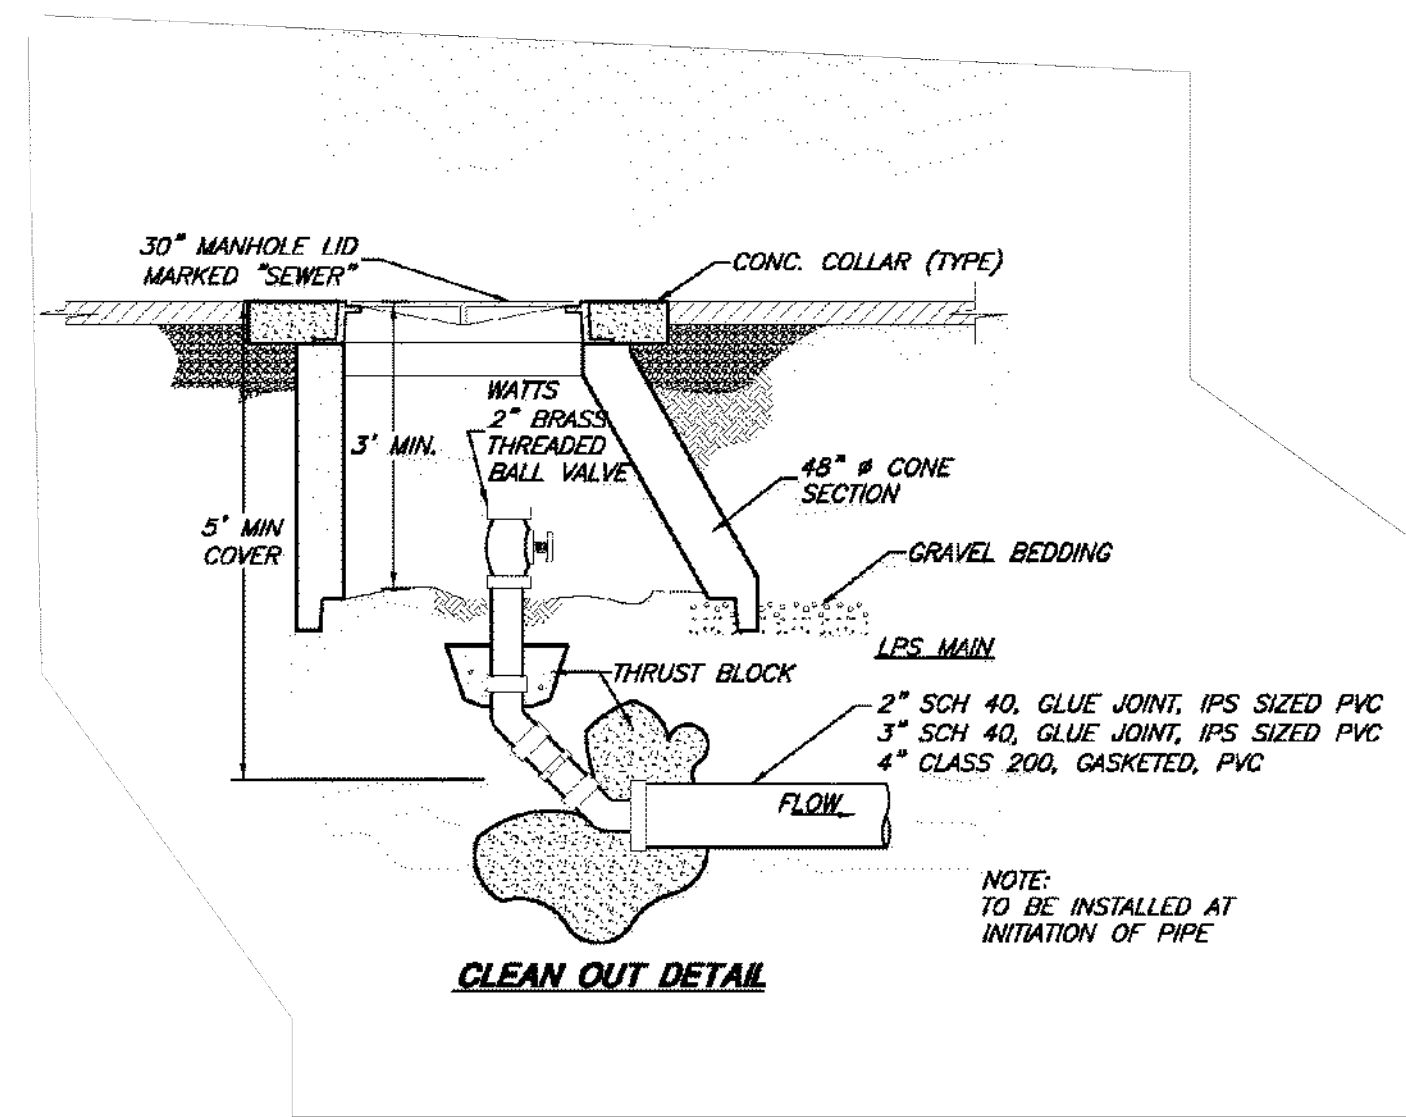 30" MANHOLE LID
MARKED "SEWER"
CONC. COLLAR (TYPE)
WATTS
2" BRASS
THREADED
BALL VALVE
3' MIN.
48" ø CONE
SECTION
5' MIN
COVER
GRAVEL BEDDING
LPS MAIN
THRUST BLOCK
2" SCH 40, GLUE JOINT, IPS SIZED PVC
3" SCH 40, GLUE JOINT, IPS SIZED PVC
4" CLASS 200, GASKETED, PVC
FLOW
NOTE:
TO BE INSTALLED AT
INITIATION OF PIPE
CLEAN OUT DETAIL